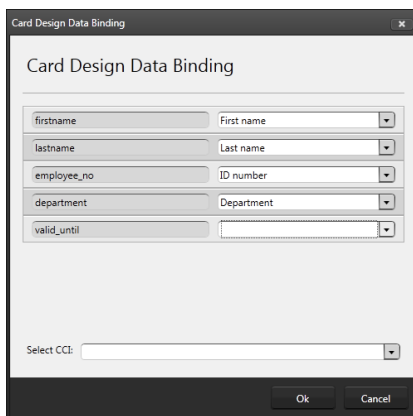 Card Design Data Binding
Card Design Data Binding
firstname First name
lastname Last name
employee_no ID number
department Department
valid_until
Select CCI:
Ok Cancel